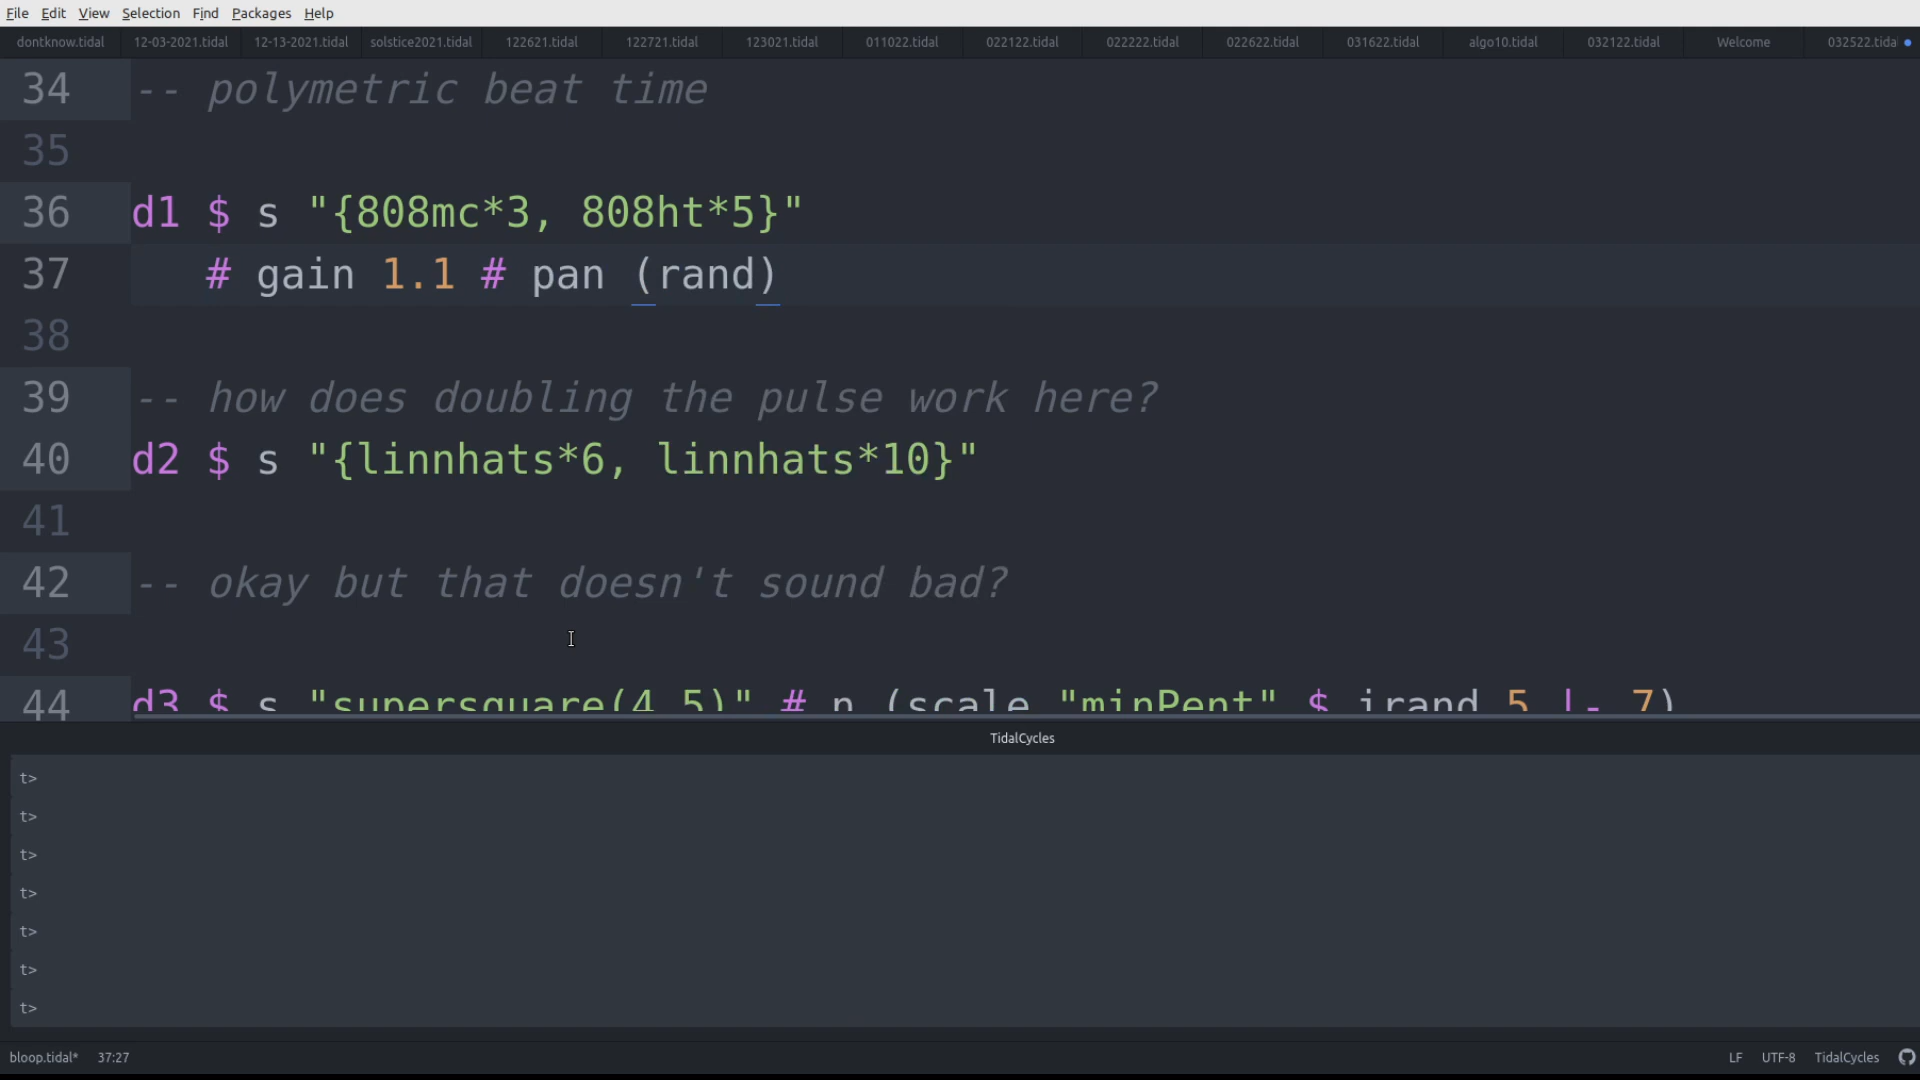 File Edit View Selection Find Packages Help
dontknow.tidal 12-03-2021.tidal 12-13-2021.tidal solstice2021.tidal 122621.tidal 122721.tidal 123021.tidal 011022.tidal 022122.tidal 022222.tidal 022622.tidal 031622.tidal algo10.tidal 032122.tidal Welcome 032522.tidal
34 -- polymetric beat time
35
36 d1 $ s "{808mc*3, 808ht*5}"
37 # gain 1.1 # pan (rand)
38
39 -- how does doubling the pulse work here?
40 d2 $ s "{linnhats*6, linnhats*10}"
41
42 -- okay but that doesn't sound bad?
43
44 d3 $ s "supersquare(4,5)" # n (scale "minPent" $ irand 5 |- 7)
TidalCycles
t>
t>
t>
t>
t>
t>
t>
bloop.tidal* 37:27 LF UTF-8 TidalCycles